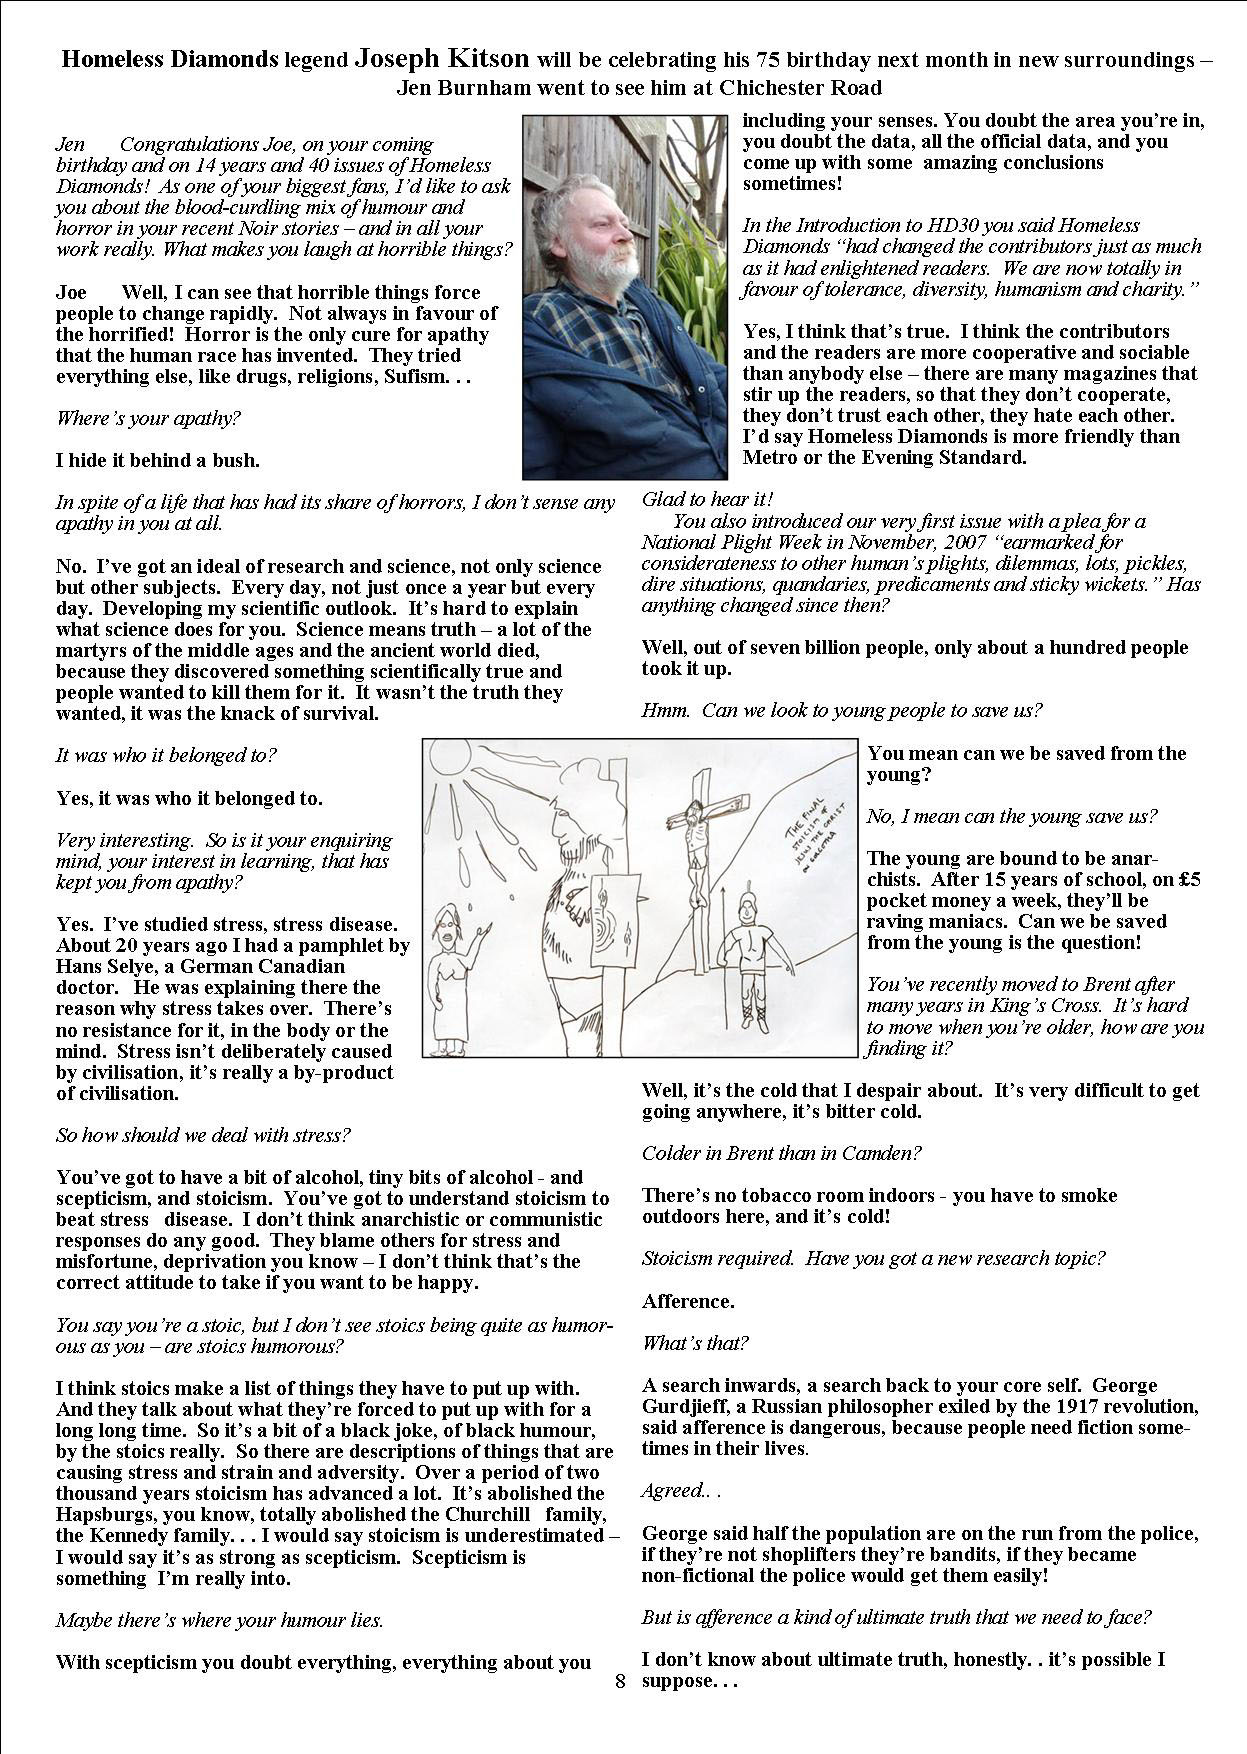 Homeless Diamonds legend Joseph Kitson will be celebrating his 75 birthday next month in new surroundings –
Jen Burnham went to see him at Chichester Road
Jen Congratulations Joe, on your coming
birthday and on 14 years and 40 issues of Homeless
Diamonds! As one of your biggest fans, I'd like to ask
you about the blood-curdling mix of humour and
horror in your recent Noir stories – and in all your
work really. What makes you laugh at horrible things?
Joe Well, I can see that horrible things force
people to change rapidly. Not always in favour of
the horrified! Horror is the only cure for apathy
that the human race has invented. They tried
everything else, like drugs, religions, Sufism. . .
Where's your apathy?
I hide it behind a bush.
In spite of a life that has had its share of horrors, I don't sense any
apathy in you at all.
No. I've got an ideal of research and science, not only science
but other subjects. Every day, not just once a year but every
day. Developing my scientific outlook. It's hard to explain
what science does for you. Science means truth – a lot of the
martyrs of the middle ages and the ancient world died,
because they discovered something scientifically true and
people wanted to kill them for it. It wasn't the truth they
wanted, it was the knack of survival.
It was who it belonged to?
Yes, it was who it belonged to.
Very interesting. So is it your enquiring
mind, your interest in learning, that has
kept you from apathy?
Yes. I've studied stress, stress disease.
About 20 years ago I had a pamphlet by
Hans Selye, a German Canadian
doctor. He was explaining there the
reason why stress takes over. There's
no resistance for it, in the body or the
mind. Stress isn't deliberately caused
by civilisation, it's really a by-product
of civilisation.
So how should we deal with stress?
You've got to have a bit of alcohol, tiny bits of alcohol - and
scepticism, and stoicism. You've got to understand stoicism to
beat stress disease. I don't think anarchistic or communistic
responses do any good. They blame others for stress and
misfortune, deprivation you know – I don't think that's the
correct attitude to take if you want to be happy.
You say you're a stoic, but I don't see stoics being quite as humor-
ous as you – are stoics humorous?
I think stoics make a list of things they have to put up with.
And they talk about what they're forced to put up with for a
long long time. So it's a bit of a black joke, of black humour,
by the stoics really. So there are descriptions of things that are
causing stress and strain and adversity. Over a period of two
thousand years stoicism has advanced a lot. It's abolished the
Hapsburgs, you know, totally abolished the Churchill family,
the Kennedy family. . . I would say stoicism is underestimated –
I would say it's as strong as scepticism. Scepticism is
something I'm really into.
Maybe there's where your humour lies.
With scepticism you doubt everything, everything about you
including your senses. You doubt the area you're in,
you doubt the data, all the official data, and you
come up with some amazing conclusions
sometimes!
In the Introduction to HD30 you said Homeless
Diamonds “had changed the contributors just as much
as it had enlightened readers. We are now totally in
favour of tolerance, diversity, humanism and charity.”
Yes, I think that's true. I think the contributors
and the readers are more cooperative and sociable
than anybody else – there are many magazines that
stir up the readers, so that they don't cooperate,
they don't trust each other, they hate each other.
I'd say Homeless Diamonds is more friendly than
Metro or the Evening Standard.
Glad to hear it!
You also introduced our very first issue with a plea for a
National Plight Week in November, 2007 “earmarked for
considerateness to other human's plights, dilemmas, lots, pickles,
dire situations, quandaries, predicaments and sticky wickets.” Has
anything changed since then?
Well, out of seven billion people, only about a hundred people
took it up.
Hmm. Can we look to young people to save us?
THE FINAL
STOICISM OF
JESUS THE CHRIST
ON GOLGOTHA
You mean can we be saved from the
young?
No, I mean can the young save us?
The young are bound to be anar-
chists. After 15 years of school, on £5
pocket money a week, they'll be
raving maniacs. Can we be saved
from the young is the question!
You've recently moved to Brent after
many years in King's Cross. It's hard
to move when you're older, how are you
finding it?
Well, it's the cold that I despair about. It's very difficult to get
going anywhere, it's bitter cold.
Colder in Brent than in Camden?
There's no tobacco room indoors - you have to smoke
outdoors here, and it's cold!
Stoicism required. Have you got a new research topic?
Afference.
What's that?
A search inwards, a search back to your core self. George
Gurdjieff, a Russian philosopher exiled by the 1917 revolution,
said afference is dangerous, because people need fiction some-
times in their lives.
Agreed.. .
George said half the population are on the run from the police,
if they're not shoplifters they're bandits, if they became
non-fictional the police would get them easily!
But is afference a kind of ultimate truth that we need to face?
I don't know about ultimate truth, honestly. . it's possible I
suppose. . .
8